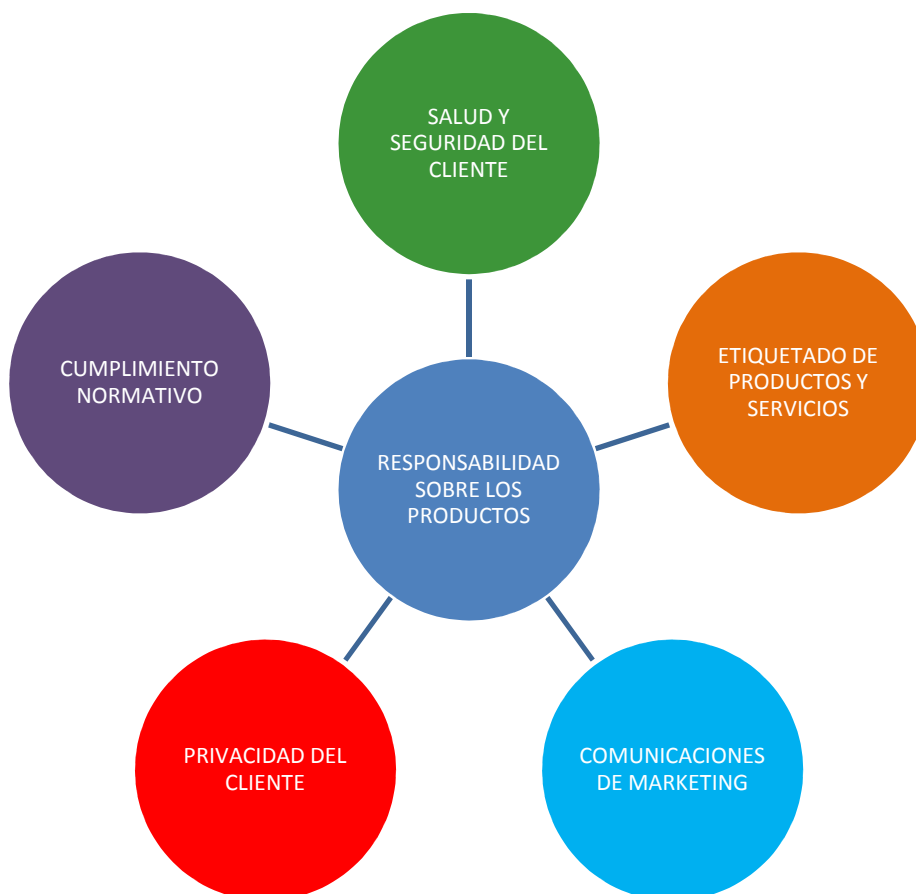 SALUD Y
SEGURIDAD DEL
CLIENTE
CUMPLIMIENTO
NORMATIVO
ETIQUETADO DE
PRODUCTOS Y
SERVICIOS
RESPONSABILIDAD
SOBRE LOS
PRODUCTOS
PRIVACIDAD DEL
CLIENTE
COMUNICACIONES
DE MARKETING